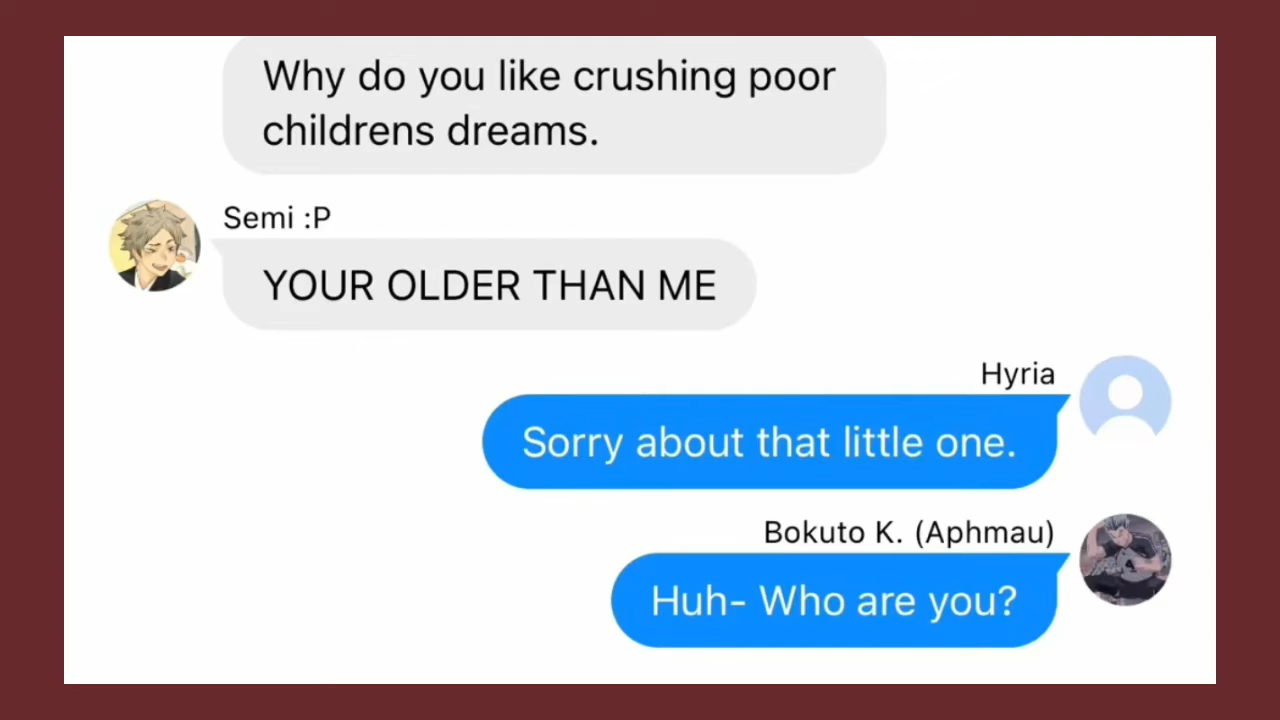 Why do you like crushing poor
childrens dreams.
Semi :P
YOUR OLDER THAN ME
Hyria
Sorry about that little one.
Bokuto K. (Aphmau)
Huh- Who are you?